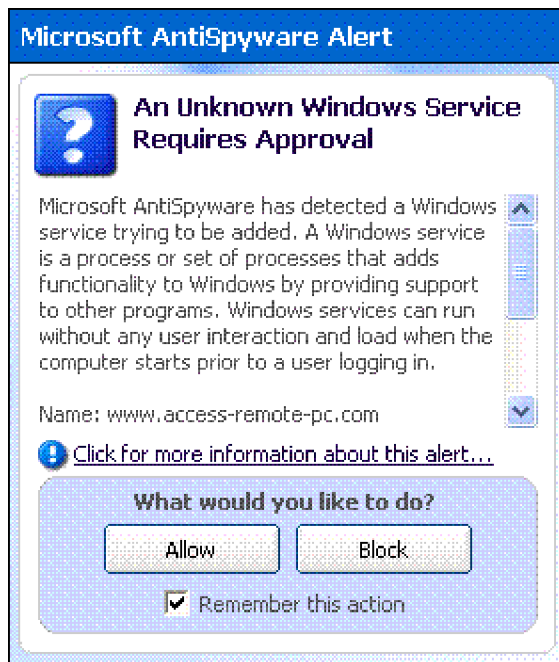 Microsoft AntiSpyware Alert
An Unknown Windows Service
Requires Approval
Microsoft AntiSpyware has detected a Windows
service trying to be added. A Windows service
is a process or set of processes that adds
functionality to Windows by providing support
to other programs. Windows services can run
without any user interaction and load when the
computer starts prior to a user logging in.
Name: www.access-remote-pc.com
Click for more information about this alert...
What would you like to do?
Allow
Block
Remember this action